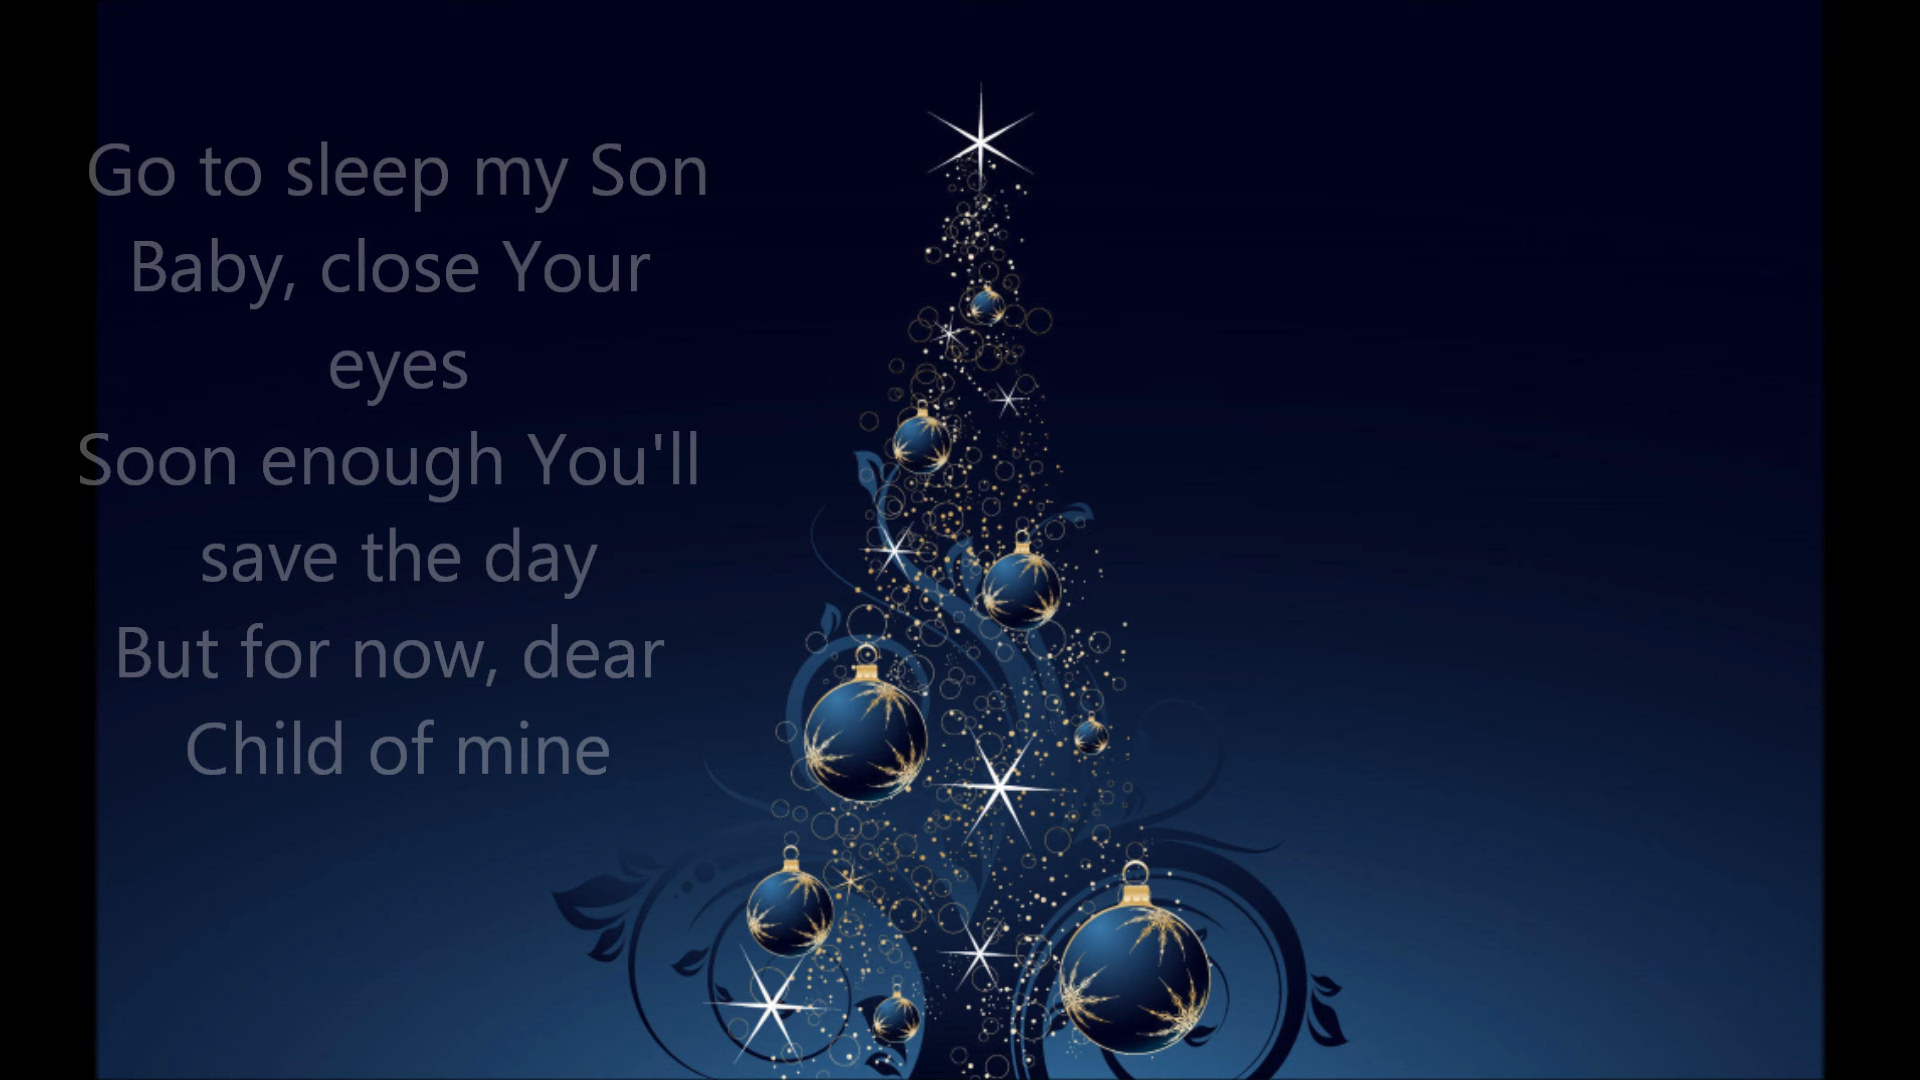 Go to sleep my Son
Baby, close Your
eyes
Soon enough You'll
save the day
But for now, dear
Child of mine